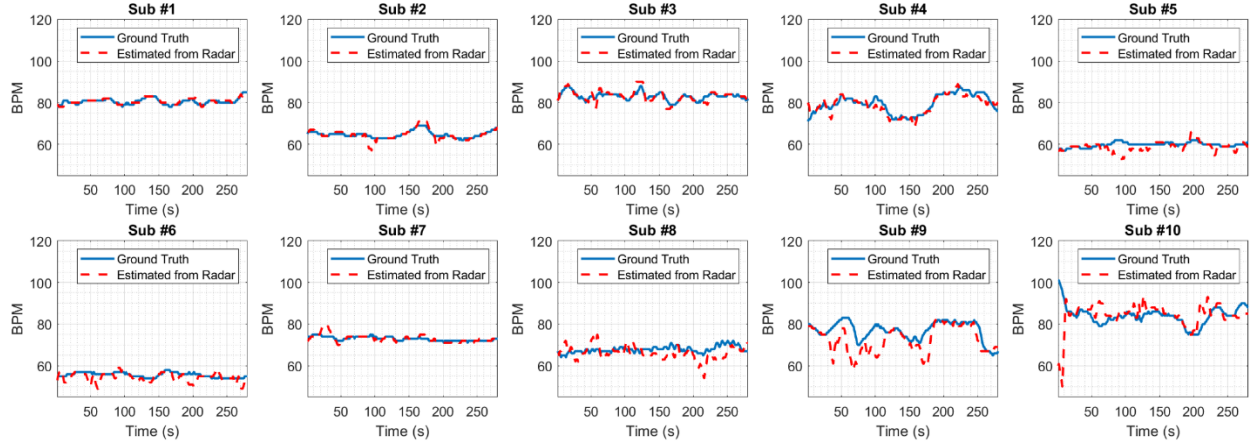 Sub #1 Sub #2 Sub #3 Sub #4 Sub #5
120 120 120 120 120
Ground Truth Ground Truth Ground Truth Ground Truth Ground Truth
Estimated from Radar Estimated from Radar Estimated from Radar Estimated from Radar Estimated from Radar
100 100 100 100 100
BPM BPM BPM BPM BPM
80 80 80 80 80
60 60 60 60 60
50 100 150 200 250 50 100 150 200 250 50 100 150 200 250 50 100 150 200 250 50 100 150 200 250
Time (s) Time (s) Time (s) Time (s) Time (s)
Sub #6 Sub #7 Sub #8 Sub #9 Sub #10
120 120 120 120 120
Ground Truth Ground Truth Ground Truth Ground Truth Ground Truth
Estimated from Radar Estimated from Radar Estimated from Radar Estimated from Radar Estimated from Radar
100 100 100 100 100
BPM BPM BPM BPM BPM
80 80 80 80 80
60 60 60 60 60
50 100 150 200 250 50 100 150 200 250 50 100 150 200 250 50 100 150 200 250 50 100 150 200 250
Time (s) Time (s) Time (s) Time (s) Time (s)